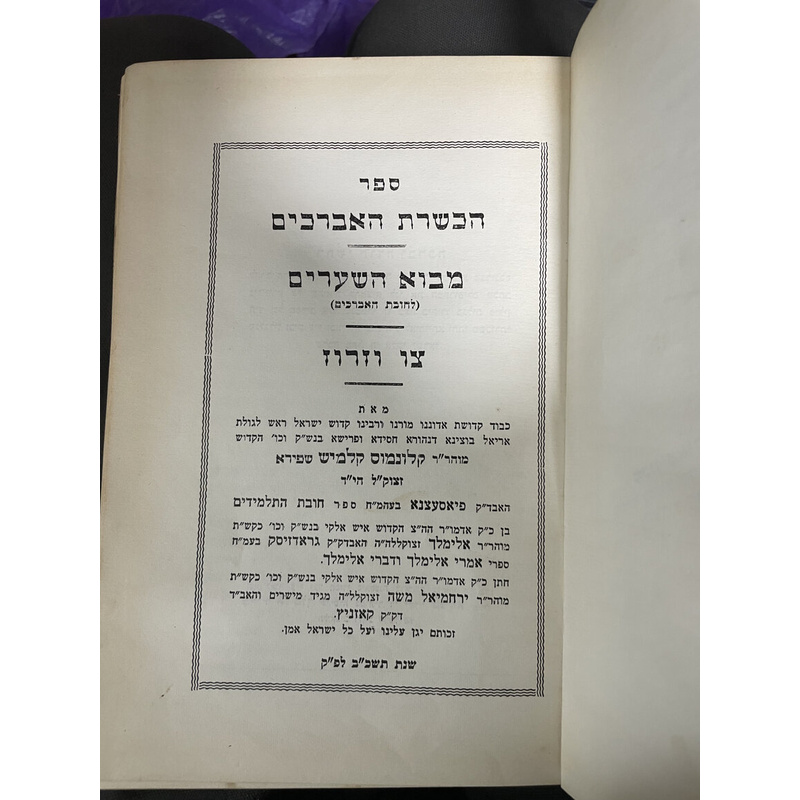 ספר
הכשרת האברכים
מבוא השערים
(לחובת האברכים)
צו וזרוז
מאת
כבוד קדושת אדוננו מורנו ורבינו קדוש ישראל ראש לגולת
אריאל בוצינא דנהורא חסידא ופרישא בנש"ק וכו' הקדוש
מוהר"ר קלונמוס קלמיש שפירא
זצוק"ל הי"ד
האבד"ק פיאסעצנא בעהמ"ח ספר חובת התלמידים
בן כ"ק אדמו"ר הה"צ הקדוש איש אלקי בנש"ק וכו' כקש"ת
מוהר"ר אלימלך זצוקללה"ה האבדק"ק גראדזיסק בעמ"ח
ספרי אמרי אלימלך ודברי אלימלך.
חתן כ"ק אדמו"ר הה"צ הקדוש איש אלקי בנש"ק וכו' כקש"ת
מוהר"ר ירחמיאל משה זצוקלל"ה מגיד מישרים והאב"ד
דק"ק קאזניץ.
זכותם יגן עלינו ועל כל ישראל אמן.
שנת תשכ"ב לפ"ק